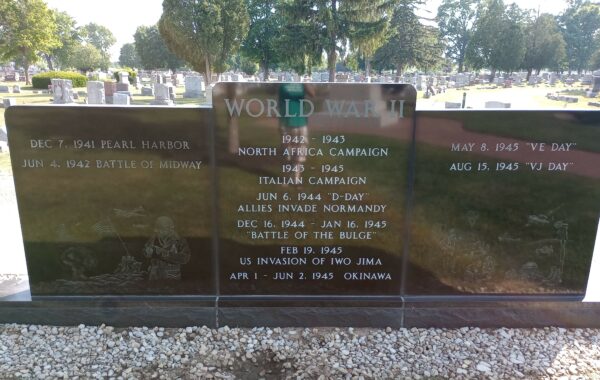 DEC 7, 1941 PEARL HARBOR
JUN 4, 1942 BATTLE OF MIDWAY
WORLD WAR II
1942 - 1943
NORTH AFRICA CAMPAIGN
1943 - 1945
ITALIAN CAMPAIGN
JUN 6, 1944 "D-DAY"
ALLIES INVADE NORMANDY
DEC 16, 1944 - JAN 16, 1945
"BATTLE OF THE BULGE"
FEB 19, 1945
US INVASION OF IWO JIMA
APR 1 - JUN 2, 1945 OKINAWA
MAY 8, 1945 "VE DAY"
AUG 15, 1945 "VJ DAY"